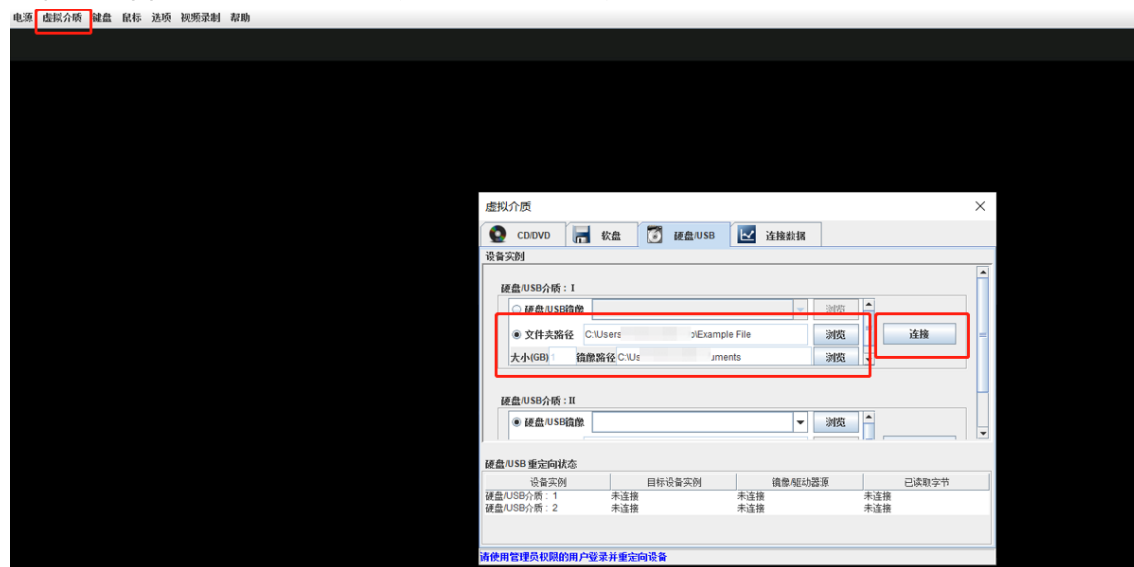 电源 虚拟介质 键盘 鼠标 选项 视频录制 帮助
虚拟介质
CD/DVD 软盘 硬盘/USB 连接数据
设备实例
硬盘/USB介质：I
硬盘/USB镜像 浏览
文件夹路径 C:\Users \Example File 浏览 连接
大小(GB) 1 镜像路径 C:\Us uments 浏览
硬盘/USB介质：II
硬盘/USB镜像 浏览
硬盘/USB 重定向状态
设备实例 目标设备实例 镜像/驱动器源 已读取字节
硬盘/USB介质：1 未连接 未连接 未连接
硬盘/USB介质：2 未连接 未连接 未连接
请使用管理员权限的用户登录并重定向设备